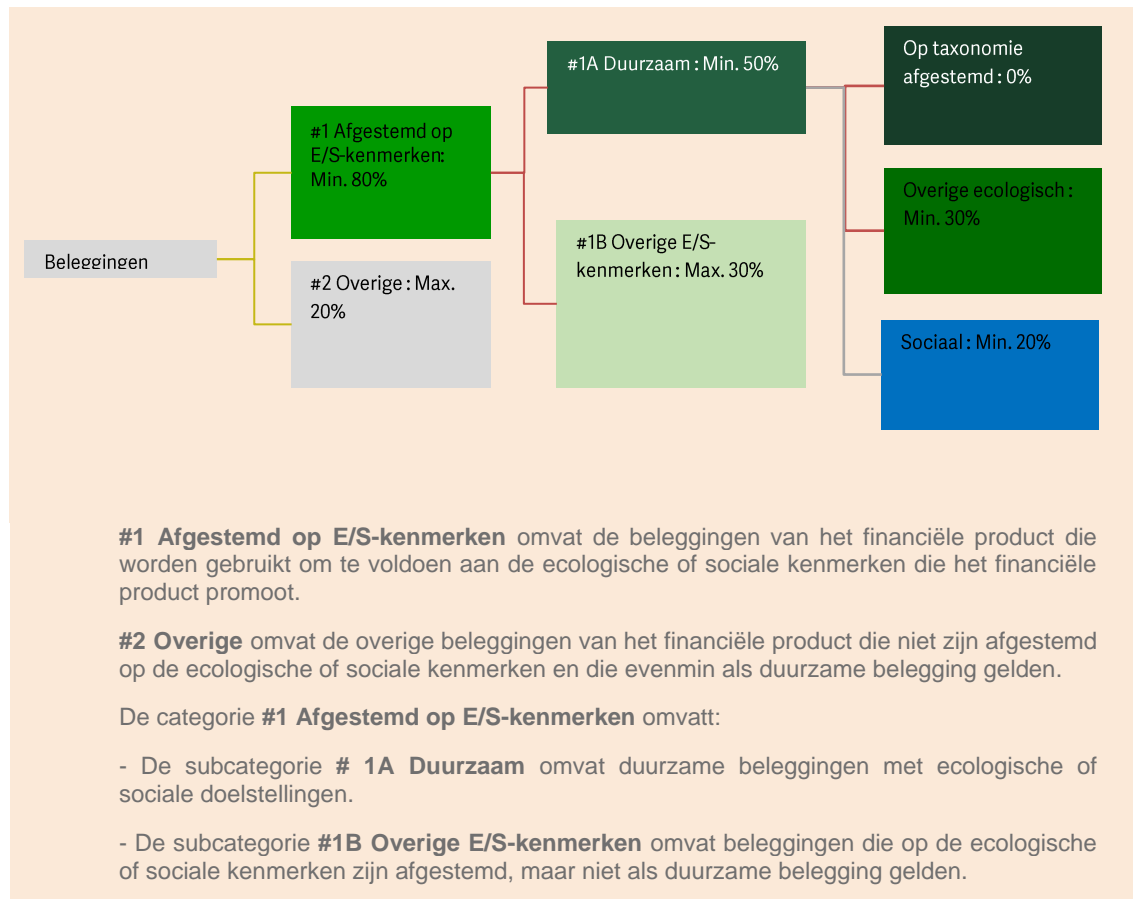 Beleggingen
#1 Afgestemd op
E/S-kenmerken:
Min. 80%
#2 Overige : Max.
20%
#1A Duurzaam : Min. 50%
#1B Overige E/S-
kenmerken : Max. 30%
Op taxonomie
afgestemd : 0%
Overige ecologisch :
Min. 30%
Sociaal : Min. 20%
#1 Afgestemd op E/S-kenmerken omvat de beleggingen van het financiële product die
worden gebruikt om te voldoen aan de ecologische of sociale kenmerken die het financiële
product promoot.
#2 Overige omvat de overige beleggingen van het financiële product die niet zijn afgestemd
op de ecologische of sociale kenmerken en die evenmin als duurzame belegging gelden.
De categorie #1 Afgestemd op E/S-kenmerken omvatt:
- De subcategorie # 1A Duurzaam omvat duurzame beleggingen met ecologische of
sociale doelstellingen.
- De subcategorie #1B Overige E/S-kenmerken omvat beleggingen die op de ecologische
of sociale kenmerken zijn afgestemd, maar niet als duurzame belegging gelden.